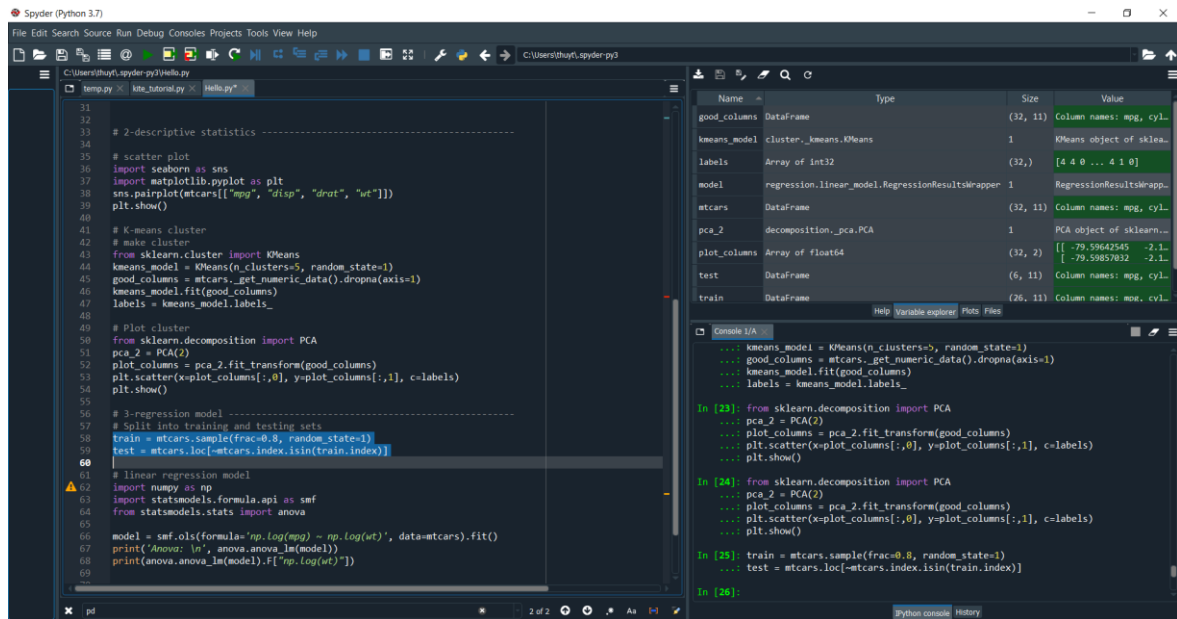 Spyder (Python 3.7)
File Edit Search Source Run Debug Consoles Projects Tools View Help
C:\Users\thuyt\.spyder-py3
C:\Users\thuyt\.spyder-py3\Hello.py
temp.py kite_tutorial.py Hello.py*
31
32
33 # 2-descriptive statistics ------------------------------------------------------
34
35 # scatter plot
36 import seaborn as sns
37 import matplotlib.pyplot as plt
38 sns.pairplot(mtcars[["mpg", "disp", "drat", "wt"]])
39 plt.show()
40
41 # K-means cluster
42 # make cluster
43 from sklearn.cluster import KMeans
44 kmeans_model = KMeans(n_clusters=5, random_state=1)
45 good_columns = mtcars._get_numeric_data().dropna(axis=1)
46 kmeans_model.fit(good_columns)
47 labels = kmeans_model.labels_
48
49 # Plot cluster
50 from sklearn.decomposition import PCA
51 pca_2 = PCA(2)
52 plot_columns = pca_2.fit_transform(good_columns)
53 plt.scatter(x=plot_columns[:,0], y=plot_columns[:,1], c=labels)
54 plt.show()
55
56 # 3-regression model ------------------------------------------------------
57 # Split into training and testing sets
58 train = mtcars.sample(frac=0.8, random_state=1)
59 test = mtcars.loc[~mtcars.index.isin(train.index)]
60
61 # linear regression model
62 import numpy as np
63 import statsmodels.formula.api as smf
64 from statsmodels.stats import anova
65
66 model = smf.ols(formula='np.log(mpg) ~ np.log(wt)', data=mtcars).fit()
67 print('Anova: \n', anova.anova_lm(model))
68 print(anova.anova_lm(model).F["np.log(wt)"])
69
pd 2 of 2 .* Aa
Name Type Size Value
good_columns DataFrame (32, 11) Column names: mpg, cyl…
kmeans_model cluster._kmeans.KMeans 1 KMeans object of sklea…
labels Array of int32 (32,) [4 4 0 ... 4 1 0]
model regression.linear_model.RegressionResultsWrapper 1 RegressionResultsWrapp…
mtcars DataFrame (32, 11) Column names: mpg, cyl…
pca_2 decomposition._pca.PCA 1 PCA object of sklearn.…
plot_columns Array of float64 (32, 2) [[ -79.59642545 -2.1…
[ -79.59857032 -2.1…
test DataFrame (6, 11) Column names: mpg, cyl…
train DataFrame (26, 11) Column names: mpg, cyl…
Help Variable explorer Plots Files
Console 1/A
...: kmeans_model = KMeans(n_clusters=5, random_state=1)
...: good_columns = mtcars._get_numeric_data().dropna(axis=1)
...: kmeans_model.fit(good_columns)
...: labels = kmeans_model.labels_
In [23]: from sklearn.decomposition import PCA
...: pca_2 = PCA(2)
...: plot_columns = pca_2.fit_transform(good_columns)
...: plt.scatter(x=plot_columns[:,0], y=plot_columns[:,1], c=labels)
...: plt.show()
In [24]: from sklearn.decomposition import PCA
...: pca_2 = PCA(2)
...: plot_columns = pca_2.fit_transform(good_columns)
...: plt.scatter(x=plot_columns[:,0], y=plot_columns[:,1], c=labels)
...: plt.show()
In [25]: train = mtcars.sample(frac=0.8, random_state=1)
...: test = mtcars.loc[~mtcars.index.isin(train.index)]
In [26]:
IPython console History